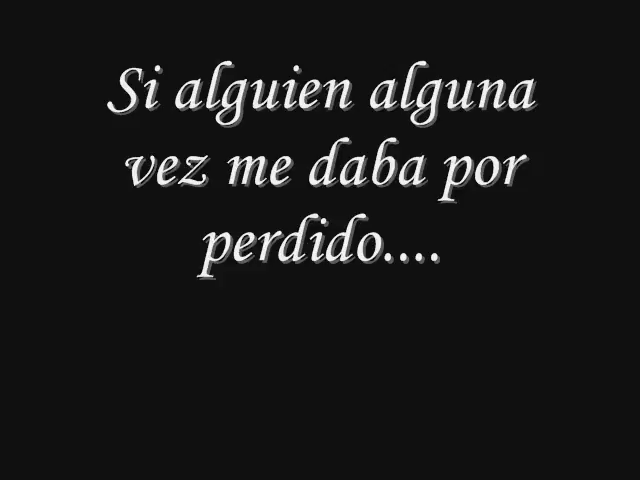 Si alguien alguna
vez me daba por
perdido....